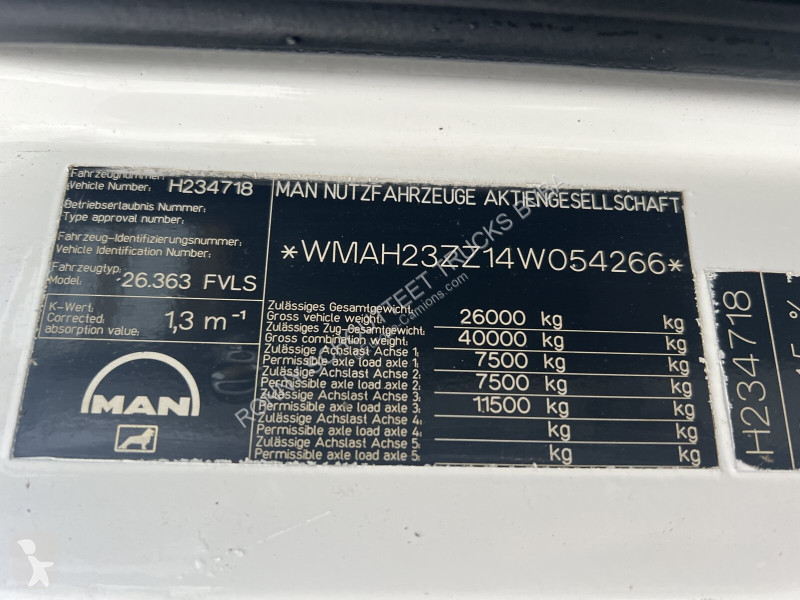 Fahrzeugnummer:
Vehicle Number: H234718
Betriebserlaubnis Nummer:
Type approval number:
Fahrzeug-Identifizierungsnummer:
Vehicle Identification Number:
Fahrzeugtyp:
Model: 26.363 FVLS
K-Wert:
Corrected absorption value: 1,3 m⁻¹
MAN
MAN NUTZFAHRZEUGE AKTIENGESELLSCHAFT
*WMAH23ZZ14W054266*
Zulässiges Gesamtgewicht:
Gross vehicle weight: 26000 kg kg
Zulässiges Zug-Gesamtgewicht:
Gross combination weight: 40000 kg kg
Zulässige Achslast Achse 1:
Permissible axle load axle 1: 7500 kg kg
Zulässige Achslast Achse 2:
Permissible axle load axle 2: 7500 kg kg
Zulässige Achslast Achse 3:
Permissible axle load axle 3: 11500 kg kg
Zulässige Achslast Achse 4:
Permissible axle load axle 4: kg kg
Zulässige Achslast Achse 5:
Permissible axle load axle 5: kg kg
H234718
%
TRUCKS
Camions.com